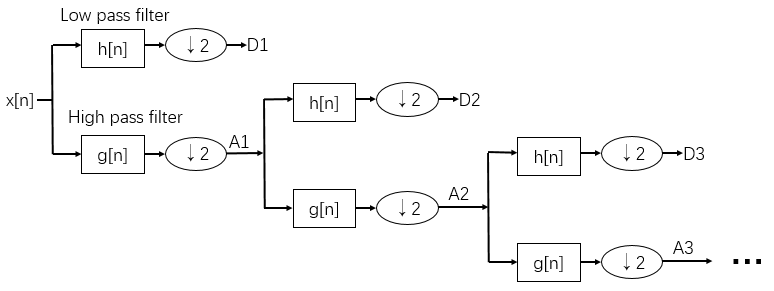 Low pass filter
h[n]
↓2
D1
x[n]
High pass filter
g[n]
↓2
A1
h[n]
↓2
D2
g[n]
↓2
A2
h[n]
↓2
D3
g[n]
↓2
A3
...